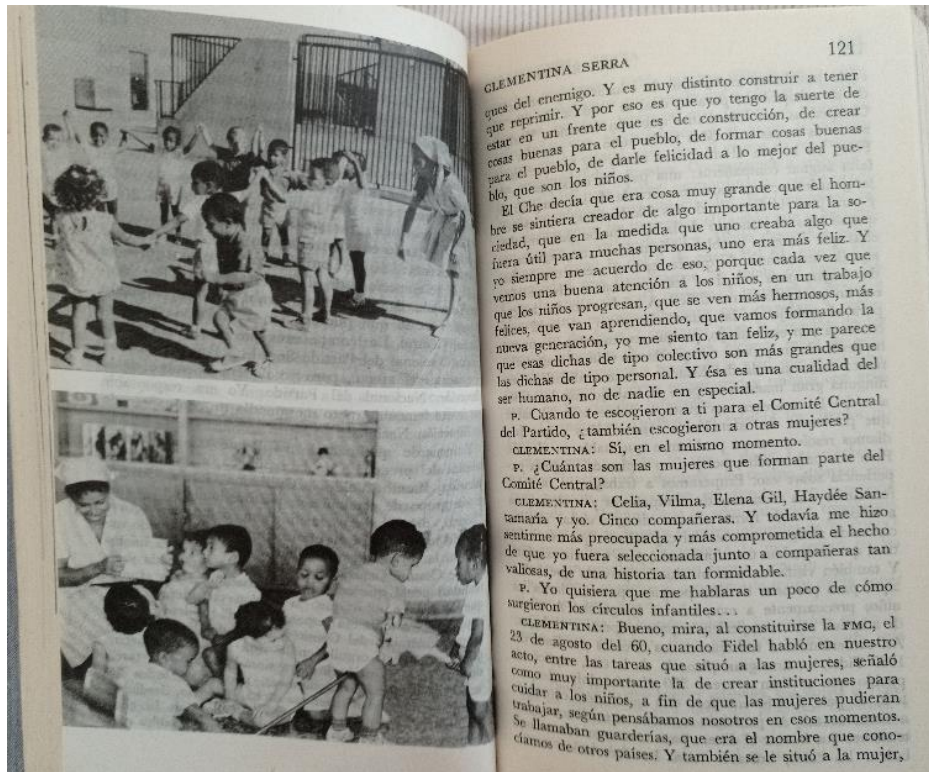 CLEMENTINA SERRA 121
ques del enemigo. Y es muy distinto construir a tener
que reprimir. Y por eso es que yo tengo la suerte de
estar en un frente que es de construcción, de crear
cosas buenas para el pueblo, de formar cosas buenas
para el pueblo, de darle felicidad a lo mejor del pue-
blo, que son los niños.
El Che decía que era cosa muy grande que el hom-
bre se sintiera creador de algo importante para la so-
ciedad, que en la medida que uno creaba algo que
fuera útil para muchas personas, uno era más feliz. Y
yo siempre me acuerdo de eso, porque cada vez que
vemos una buena atención a los niños, en un trabajo
que los niños progresan, que se ven más hermosos, más
felices, que van aprendiendo, que vamos formando la
nueva generación, yo me siento tan feliz, y me parece
que esas dichas de tipo colectivo son más grandes que
las dichas de tipo personal. Y ésa es una cualidad del
ser humano, no de nadie en especial.
P. Cuando te escogieron a ti para el Comité Central
del Partido, ¿también escogieron a otras mujeres?
CLEMENTINA: Sí, en el mismo momento.
P. ¿Cuántas son las mujeres que forman parte del
Comité Central?
CLEMENTINA: Celia, Vilma, Elena Gil, Haydée San-
tamaría y yo. Cinco compañeras. Y todavía me hizo
sentirme más preocupada y más comprometida el hecho
de que yo fuera seleccionada junto a compañeras tan
valiosas, de una historia tan formidable.
P. Yo quisiera que me hablaras un poco de cómo
surgieron los círculos infantiles...
CLEMENTINA: Bueno, mira, al constituirse la FMC, el
23 de agosto del 60, cuando Fidel habló en nuestro
acto, entre las tareas que situó a las mujeres, señaló
como muy importante la de crear instituciones para
cuidar a los niños, a fin de que las mujeres pudieran
trabajar, según pensábamos nosotros en esos momentos.
Se llamaban guarderías, que era el nombre que cono-
cíamos de otros países. Y también se le situó a la mujer,